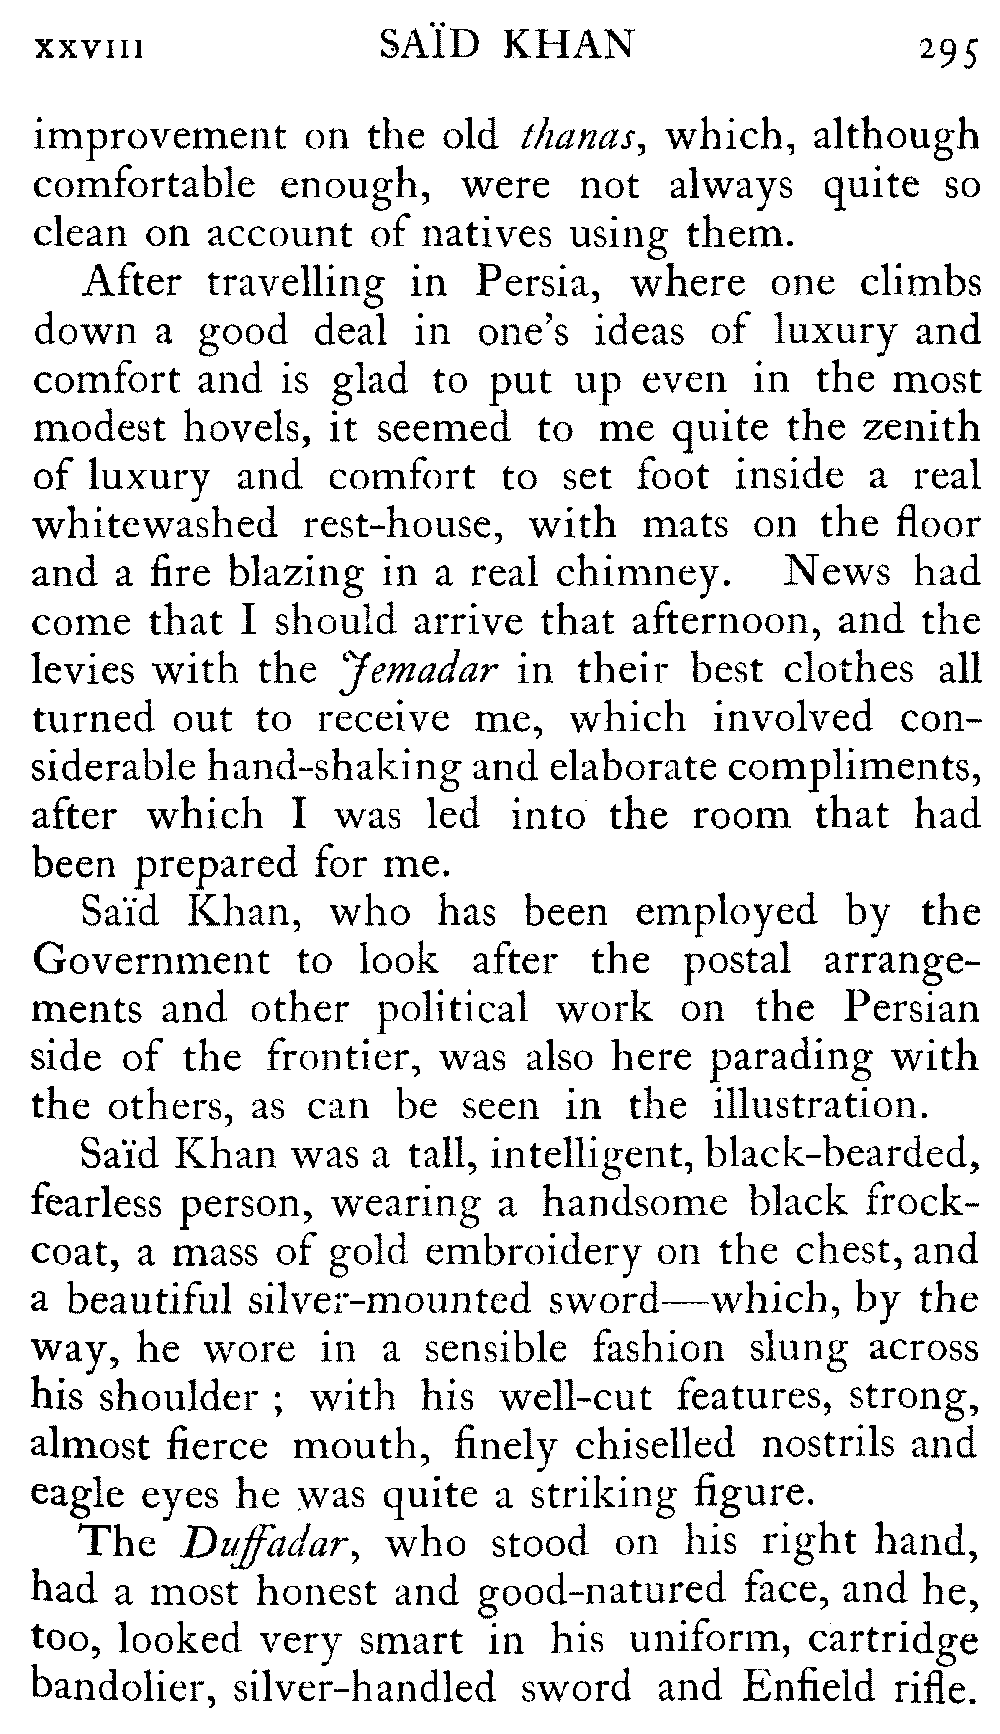 XXVIII SAÏD KHAN 295
improvement on the old thanas, which, although
comfortable enough, were not always quite so
clean on account of natives using them.
After travelling in Persia, where one climbs
down a good deal in one's ideas of luxury and
comfort and is glad to put up even in the most
modest hovels, it seemed to me quite the zenith
of luxury and comfort to set foot inside a real
whitewashed rest-house, with mats on the floor
and a fire blazing in a real chimney. News had
come that I should arrive that afternoon, and the
levies with the Jemadar in their best clothes all
turned out to receive me, which involved con-
siderable hand-shaking and elaborate compliments,
after which I was led into the room that had
been prepared for me.
Saïd Khan, who has been employed by the
Government to look after the postal arrange-
ments and other political work on the Persian
side of the frontier, was also here parading with
the others, as can be seen in the illustration.
Saïd Khan was a tall, intelligent, black-bearded,
fearless person, wearing a handsome black frock-
coat, a mass of gold embroidery on the chest, and
a beautiful silver-mounted sword—which, by the
way, he wore in a sensible fashion slung across
his shoulder ; with his well-cut features, strong,
almost fierce mouth, finely chiselled nostrils and
eagle eyes he was quite a striking figure.
The Duffadar, who stood on his right hand,
had a most honest and good-natured face, and he,
too, looked very smart in his uniform, cartridge
bandolier, silver-handled sword and Enfield rifle.